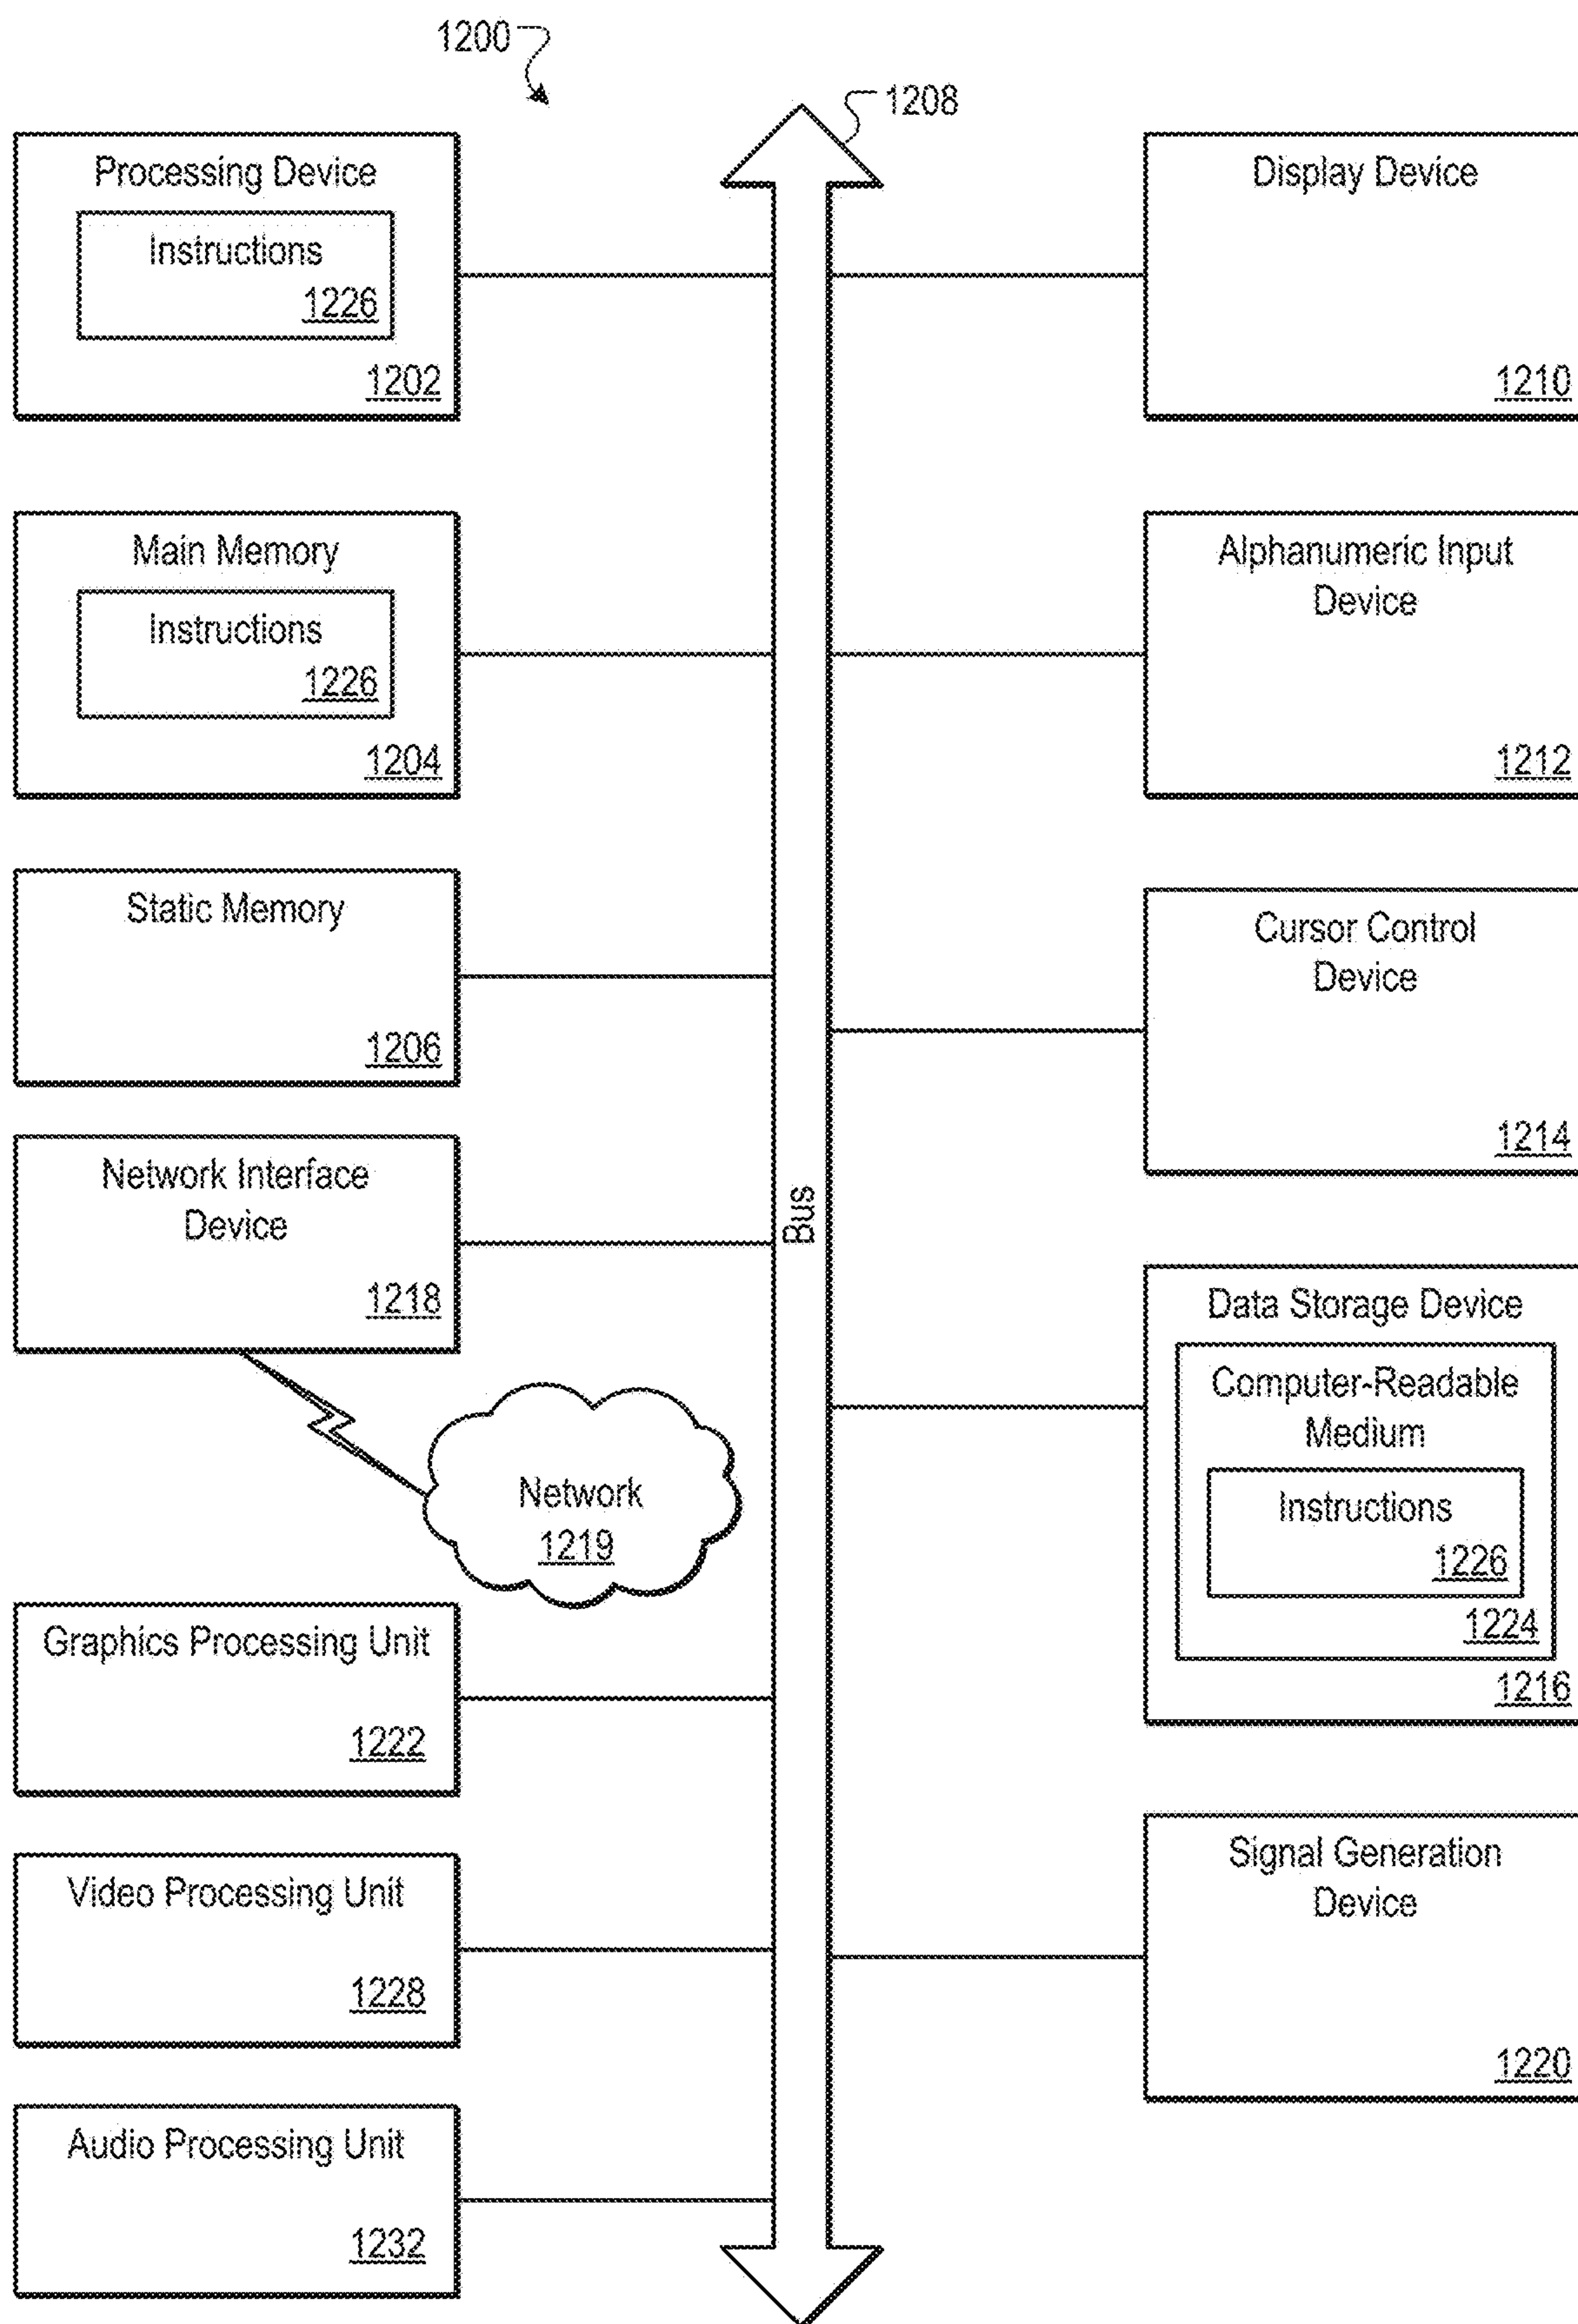 1200
1208
Processing Device
Instructions
1226
1202
Main Memory
Instructions
1226
1204
Static Memory
1206
Network Interface
Device
1218
Network
1219
Graphics Processing Unit
1222
Video Processing Unit
1228
Audio Processing Unit
1232
Bus
Display Device
1210
Alphanumeric Input
Device
1212
Cursor Control
Device
1214
Data Storage Device
Computer-Readable
Medium
Instructions
1226
1224
1216
Signal Generation
Device
1220